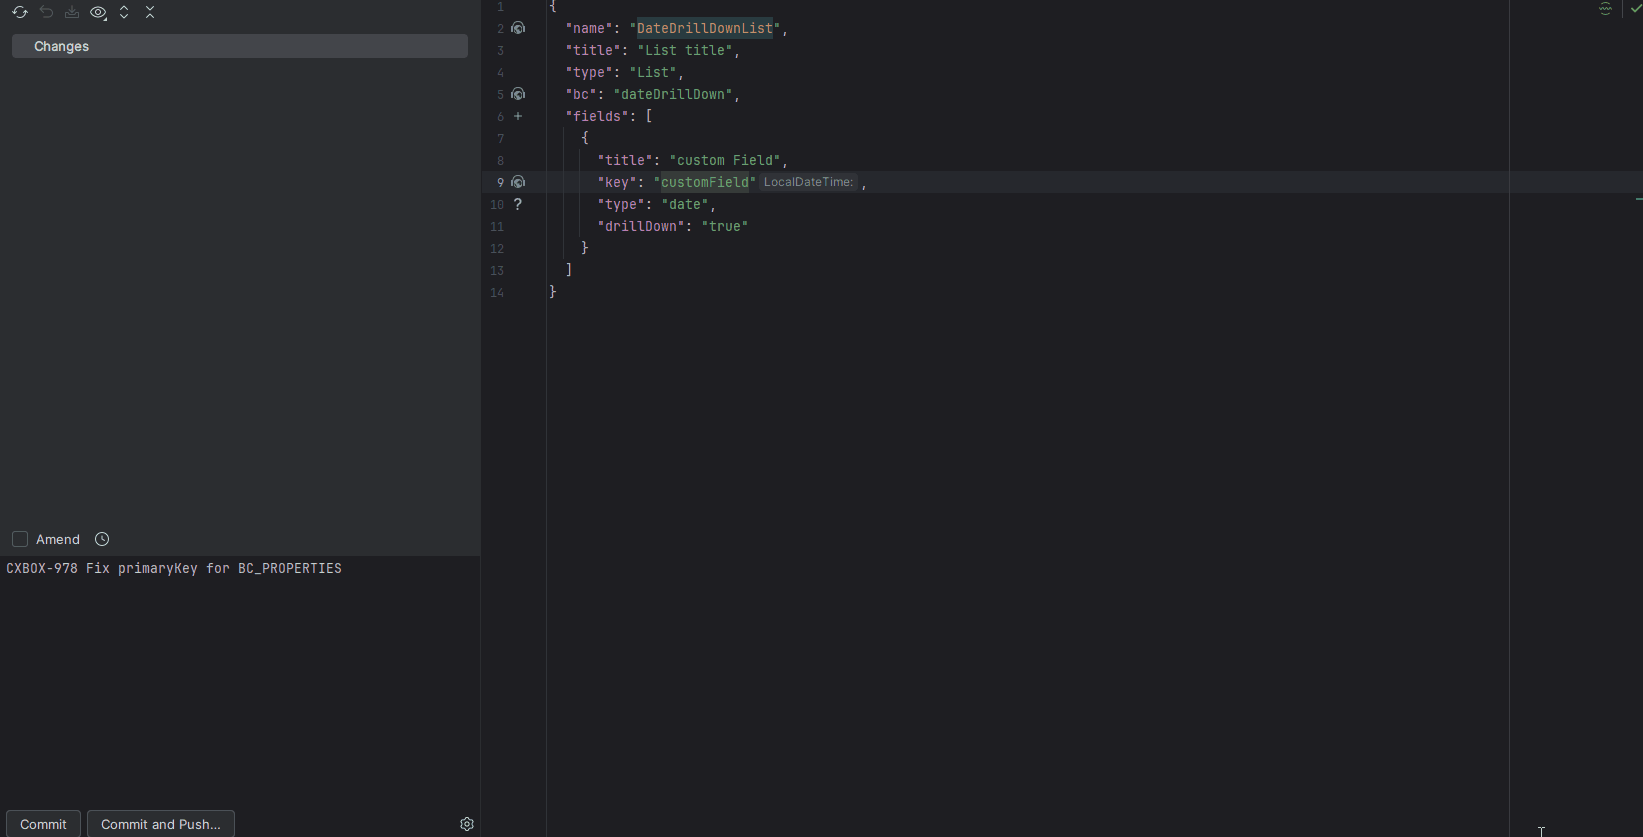 Changes
Amend
CXBOX-978 Fix primaryKey for BC_PROPERTIES
Commit
Commit and Push...
1 {
2 "name": "DateDrillDownList",
3 "title": "List title",
4 "type": "List",
5 "bc": "dateDrillDown",
6 + "fields": [
7 {
8 "title": "custom Field",
9 "key": "customField" LocalDateTime: ,
10 ? "type": "date",
11 "drillDown": "true"
12 }
13 ]
14 }